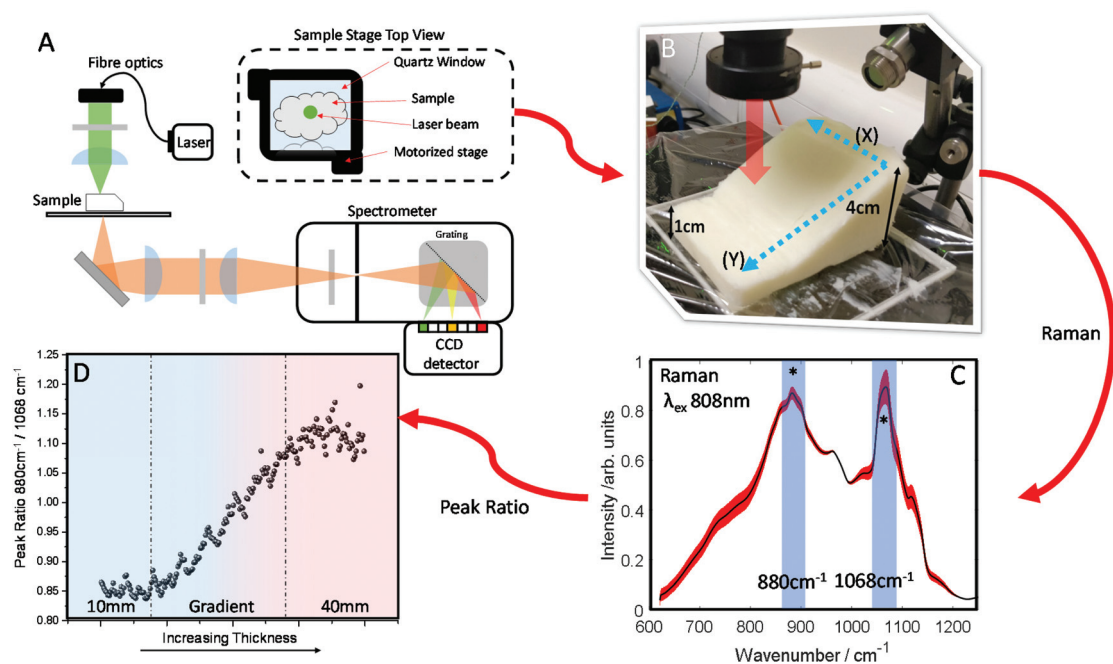 A
Sample Stage Top View
Fibre optics
Quartz Window
Sample
Laser beam
Motorized stage
Laser
Sample
Spectrometer
Grating
CCD
detector
B
(X)
4cm
1cm
(Y)
Raman
C
Raman
λex 808nm
Intensity /arb. units
1
0.8
0.6
0.4
0.2
0
880cm⁻¹
1068cm⁻¹
*
*
600
700
800
900
1000
1100
1200
Wavenumber / cm⁻¹
Peak Ratio
D
Peak Ratio 880cm⁻¹ / 1068 cm⁻¹
1.25
1.20
1.15
1.10
1.05
1.00
0.95
0.90
0.85
0.80
10mm
Gradient
40mm
Increasing Thickness